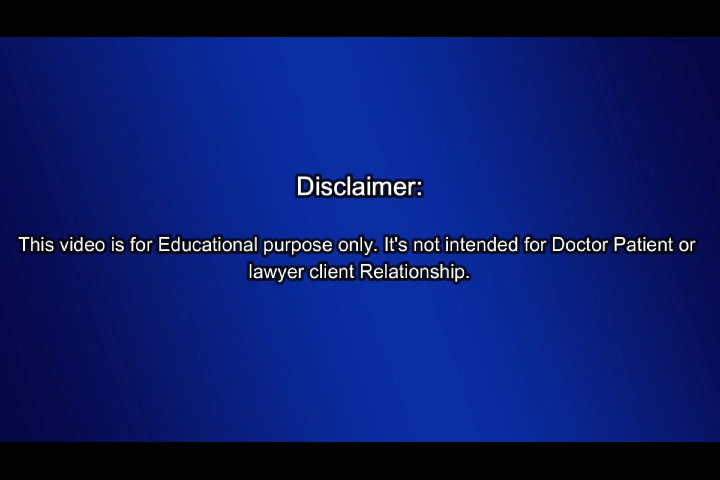 Disclaimer:
This video is for Educational purpose only. It's not intended for Doctor Patient or
lawyer client Relationship.